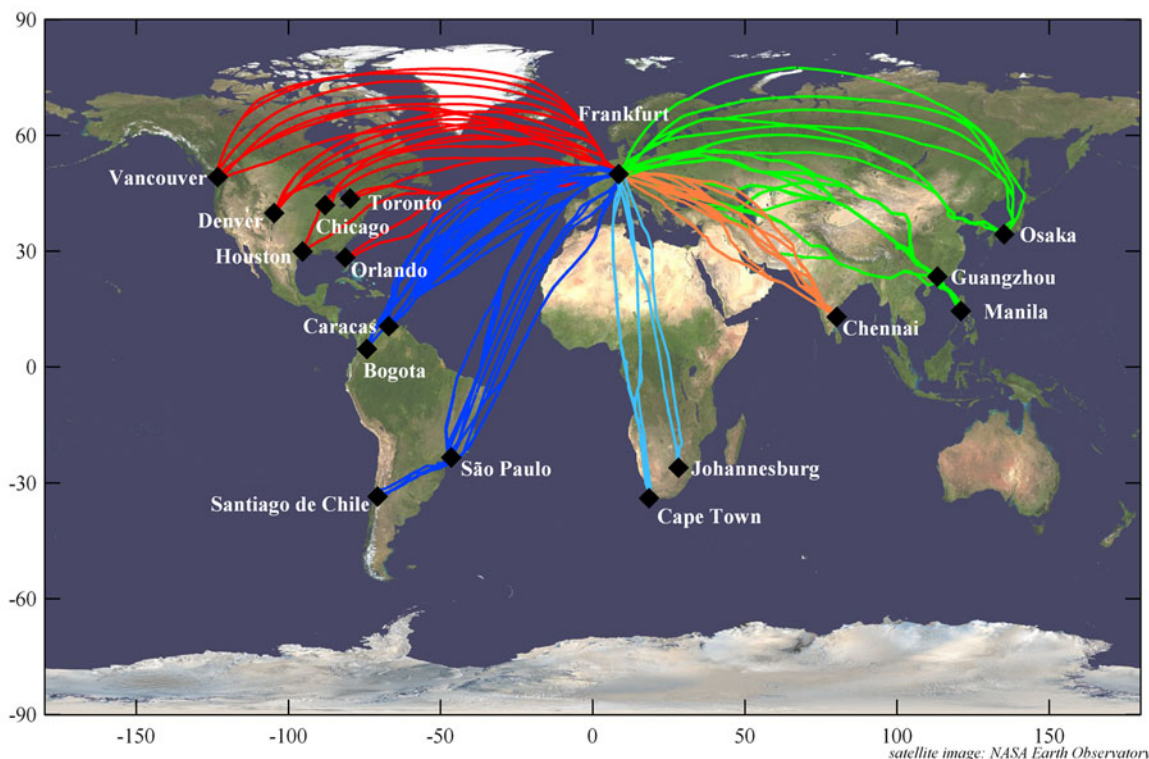 90
60
30
0
-30
-60
-90
Frankfurt
Vancouver
Denver
Toronto
Chicago
Houston
Orlando
Osaka
Guangzhou
Manila
Chennai
Caracas
Bogota
São Paulo
Johannesburg
Santiago de Chile
Cape Town
-150
-100
-50
0
50
100
150
satellite image: NASA Earth Observatory